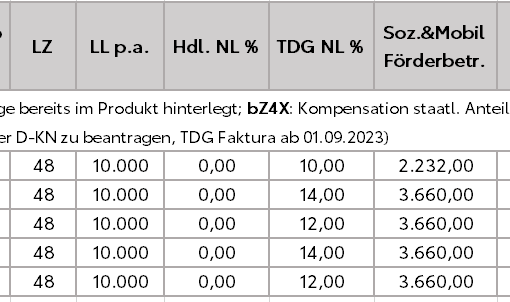 LZ LL p.a. Hdl. NL % TDG NL % Soz.&Mobil Förderbetr.
ge bereits im Produkt hinterlegt; bZ4X: Kompensation staatl. Anteil
er D-KN zu beantragen, TDG Faktura ab 01.09.2023)
48 10.000 0,00 10,00 2.232,00
48 10.000 0,00 14,00 3.660,00
48 10.000 0,00 12,00 3.660,00
48 10.000 0,00 14,00 3.660,00
48 10.000 0,00 12,00 3.660,00